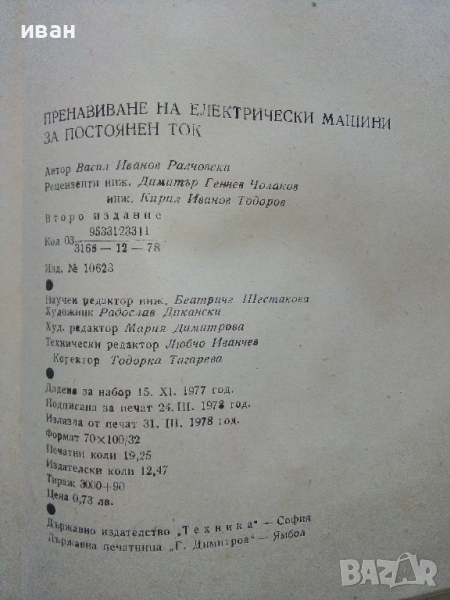 иван
ПРЕНАВИВАНЕ НА ЕЛЕКТРИЧЕСКИ МАШИНИ
ЗА ПОСТОЯНЕН ТОК
Автор Васил Иванов Ралчовски
Рецензенти инж. Димитър Генчев Чолаков
инж. Кирил Иванов Тодоров
Второ издание
Код 03 9533123311
3168 — 12 — 78
Изд. № 10623
Научен редактор инж. Беатриче Шестакова
Художник Радослав Дикански
Худ. редактор Мария Димитрова
Технически редактор Любчо Иванчев
Коректор Тодорка Тагарева
Дадена за набор 15. XI. 1977 год.
Подписана за печат 24. III. 1978 год.
Излязла от печат 31. III. 1978 год.
Формат 70×100/32
Печатни коли 19,25
Издателски коли 12,47
Тираж 3000+90
Цена 0,73 лв.
Държавно издателство „Техника" — София
Държавна печатница „Г. Димитров" — Ямбол
BAZAR.bg